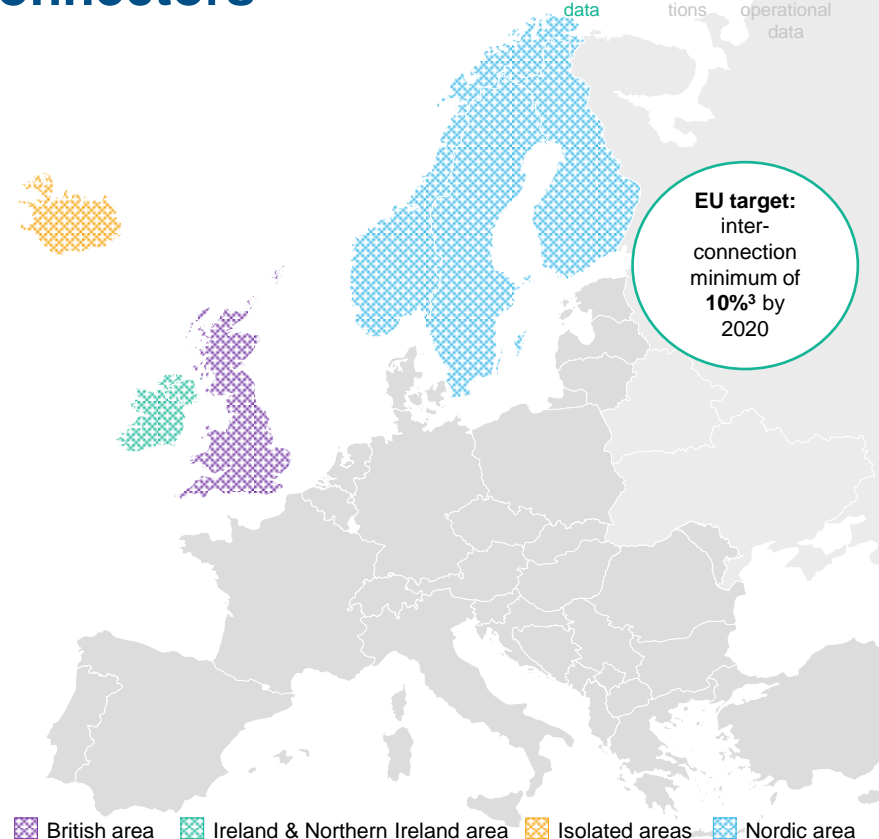 onnectors
data
tions
operational
data
EU target:
inter-
connection
minimum of
10%³ by
2020
British area
Ireland & Northern Ireland area
Isolated areas
Nordic area